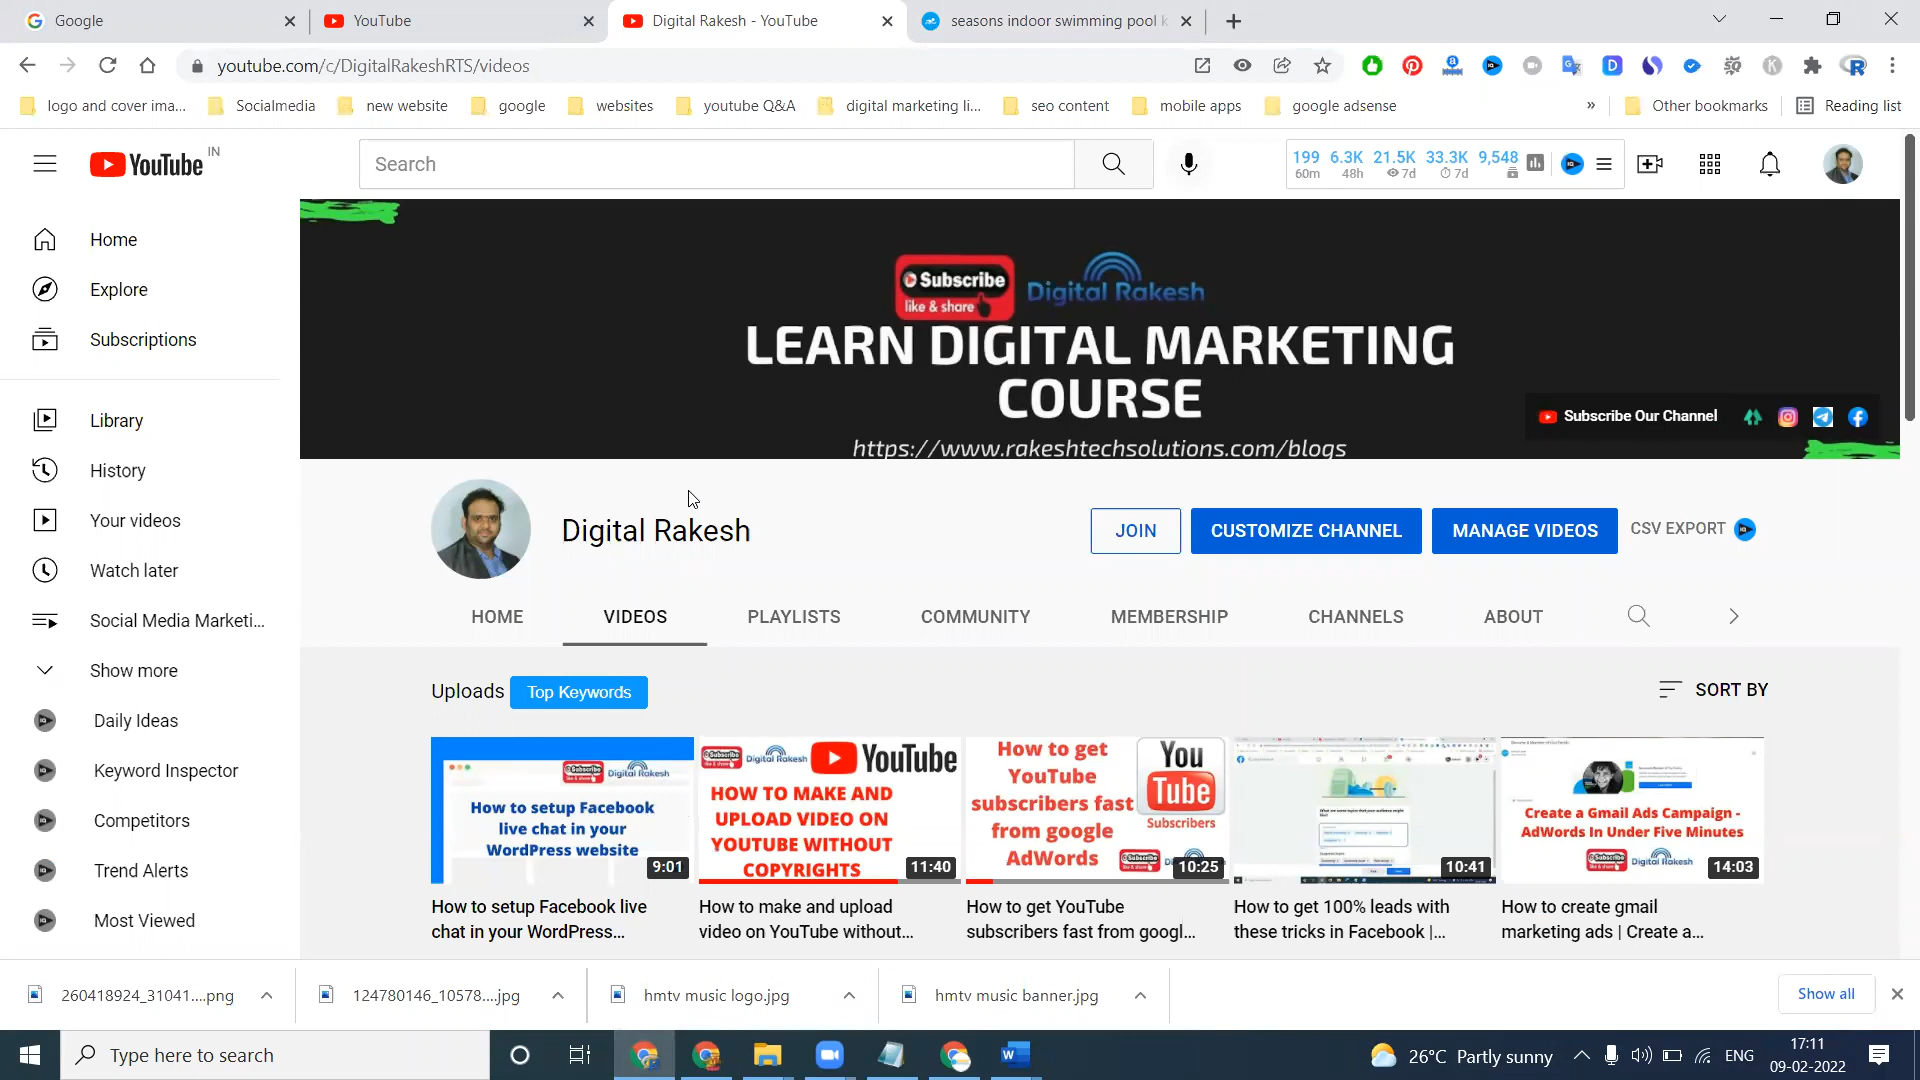 Google
YouTube
Digital Rakesh - YouTube
seasons indoor swimming pool k
youtube.com/c/DigitalRakeshRTS/videos
logo and cover ima...
Socialmedia
new website
google
websites
youtube Q&A
digital marketing li...
seo content
mobile apps
google adsense
»
Other bookmarks
Reading list
YouTube IN
Search
199 6.3K 21.5K 33.3K 9,548
60m 48h 7d 7d
Home
Explore
Subscriptions
Library
History
Your videos
Watch later
Social Media Marketi...
Show more
Daily Ideas
Keyword Inspector
Competitors
Trend Alerts
Most Viewed
Subscribe
like & share
Digital Rakesh
LEARN DIGITAL MARKETING
COURSE
https://www.rakeshtechsolutions.com/blogs
Subscribe Our Channel
Digital Rakesh
JOIN
CUSTOMIZE CHANNEL
MANAGE VIDEOS
CSV EXPORT
HOME
VIDEOS
PLAYLISTS
COMMUNITY
MEMBERSHIP
CHANNELS
ABOUT
Uploads
Top Keywords
SORT BY
Subscribe
Digital Rakesh
How to setup Facebook
live chat in your
WordPress website
9:01
How to setup Facebook live
chat in your WordPress...
Subscribe
Digital Rakesh
YouTube
HOW TO MAKE AND
UPLOAD VIDEO ON
YOUTUBE WITHOUT
COPYRIGHTS
11:40
How to make and upload
video on YouTube without...
How to get
YouTube
subscribers fast
from google
AdWords
You
Tube
Subscribers
Subscribe
10:25
How to get YouTube
subscribers fast from googl...
10:41
How to get 100% leads with
these tricks in Facebook |...
Create a Gmail Ads Campaign -
AdWords In Under Five Minutes
Subscribe
Digital Rakesh
14:03
How to create gmail
marketing ads | Create a...
260418924_31041....png
124780146_10578....jpg
hmtv music logo.jpg
hmtv music banner.jpg
Show all
Type here to search
26°C Partly sunny
ENG
17:11
09-02-2022